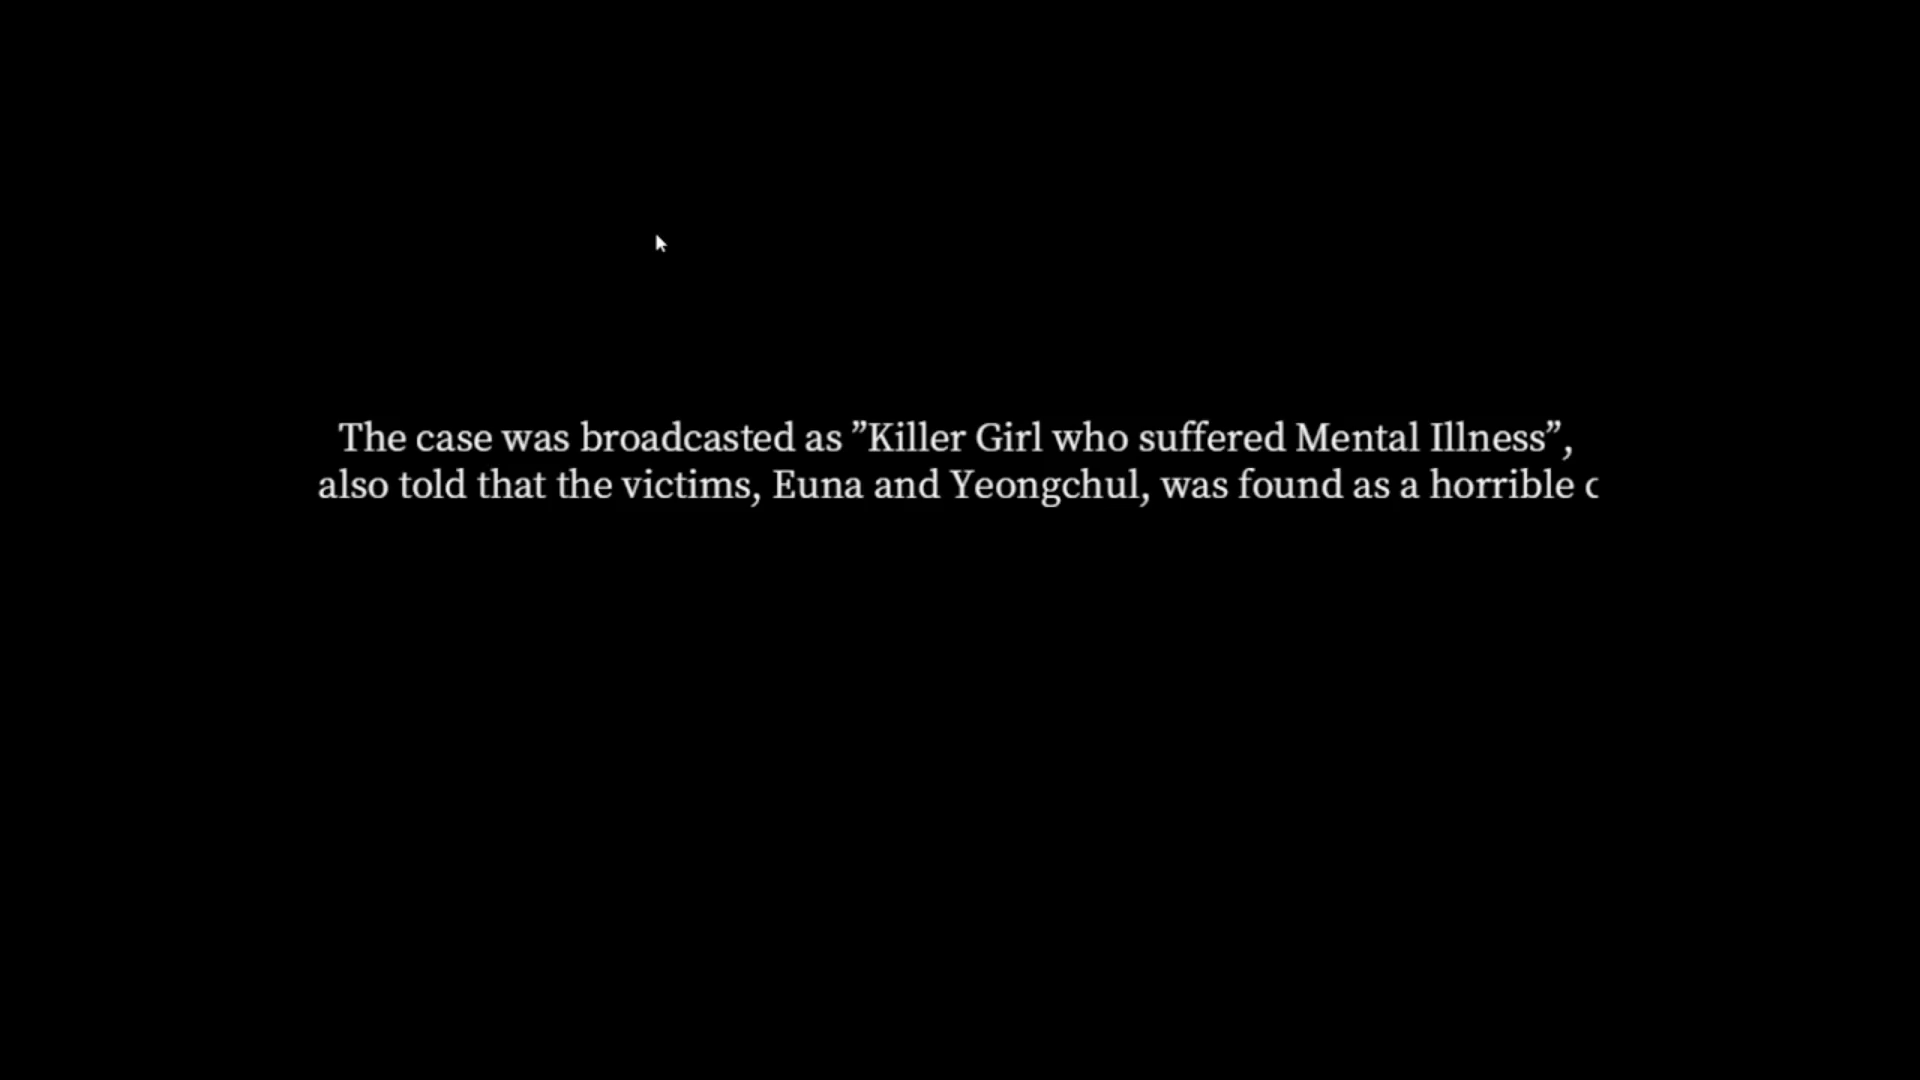 The case was broadcasted as ”Killer Girl who suffered Mental Illness”,
also told that the victims, Euna and Yeongchul, was found as a horrible